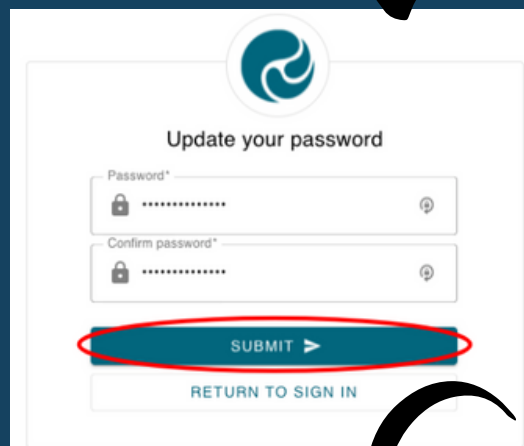 Update your password
Password*
••••••••••••••
Confirm password*
••••••••••••••
SUBMIT
RETURN TO SIGN IN